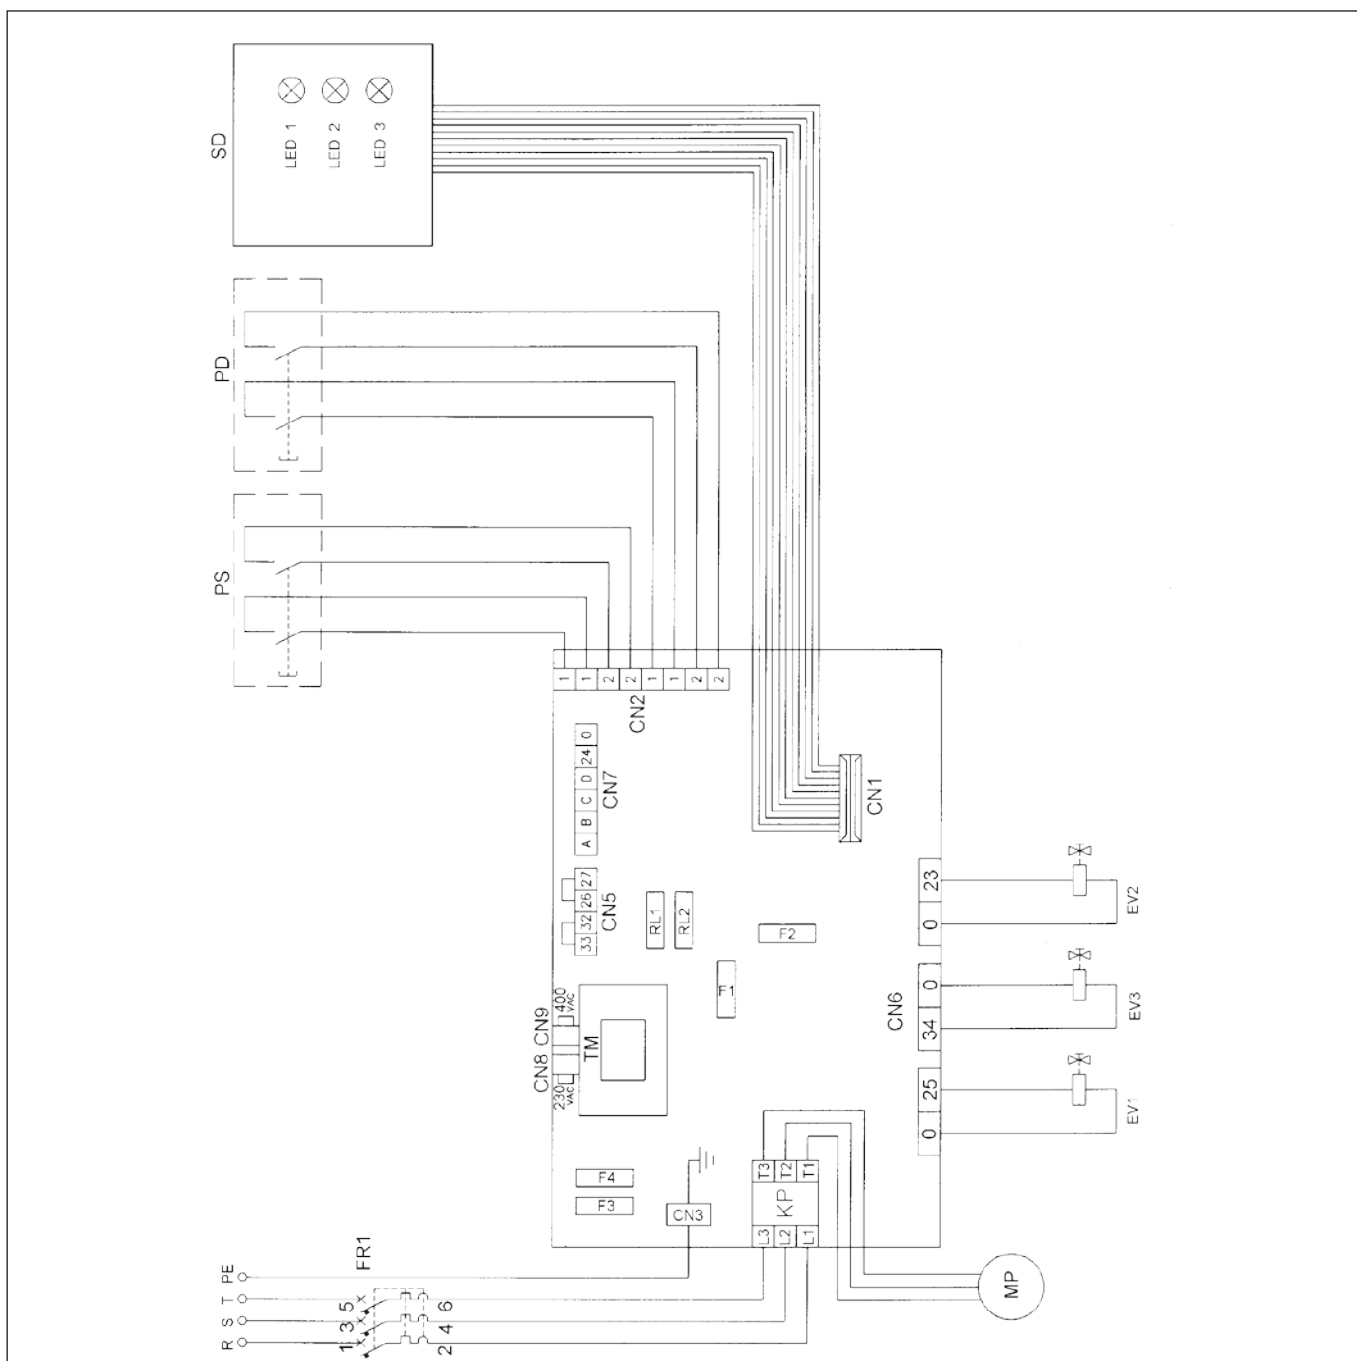 SD
LED 1
LED 2
LED 3
PD
PS
1 1 2 2 1 1 2 2
CN2
A B C D 24 0
CN7
33 32 26 27
CN5
RL1
RL2
CN1
F2
F1
CN8 CN9
230 VAC
400 VAC
TM
F4
F3
CN3
T3 T2 T1
KP
L3 L2 L1
CN6
0 23
34 0
0 25
EV2
EV3
EV1
MP
FR1
R S T PE
1 3 5
2 4 6